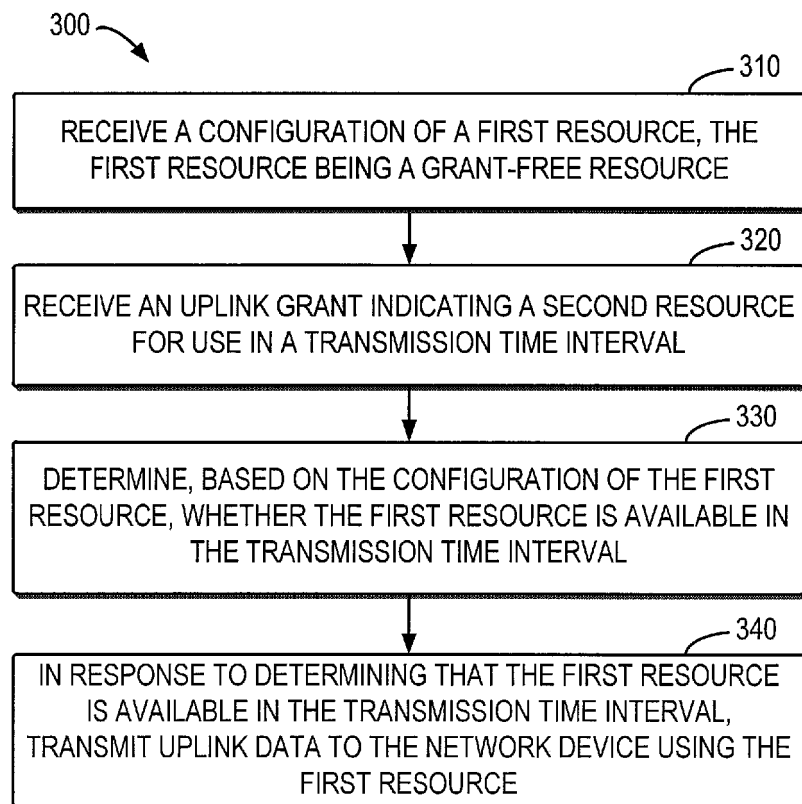 300
310
RECEIVE A CONFIGURATION OF A FIRST RESOURCE, THE
FIRST RESOURCE BEING A GRANT-FREE RESOURCE
320
RECEIVE AN UPLINK GRANT INDICATING A SECOND RESOURCE
FOR USE IN A TRANSMISSION TIME INTERVAL
330
DETERMINE, BASED ON THE CONFIGURATION OF THE FIRST
RESOURCE, WHETHER THE FIRST RESOURCE IS AVAILABLE IN
THE TRANSMISSION TIME INTERVAL
340
IN RESPONSE TO DETERMINING THAT THE FIRST RESOURCE
IS AVAILABLE IN THE TRANSMISSION TIME INTERVAL,
TRANSMIT UPLINK DATA TO THE NETWORK DEVICE USING THE
FIRST RESOURCE